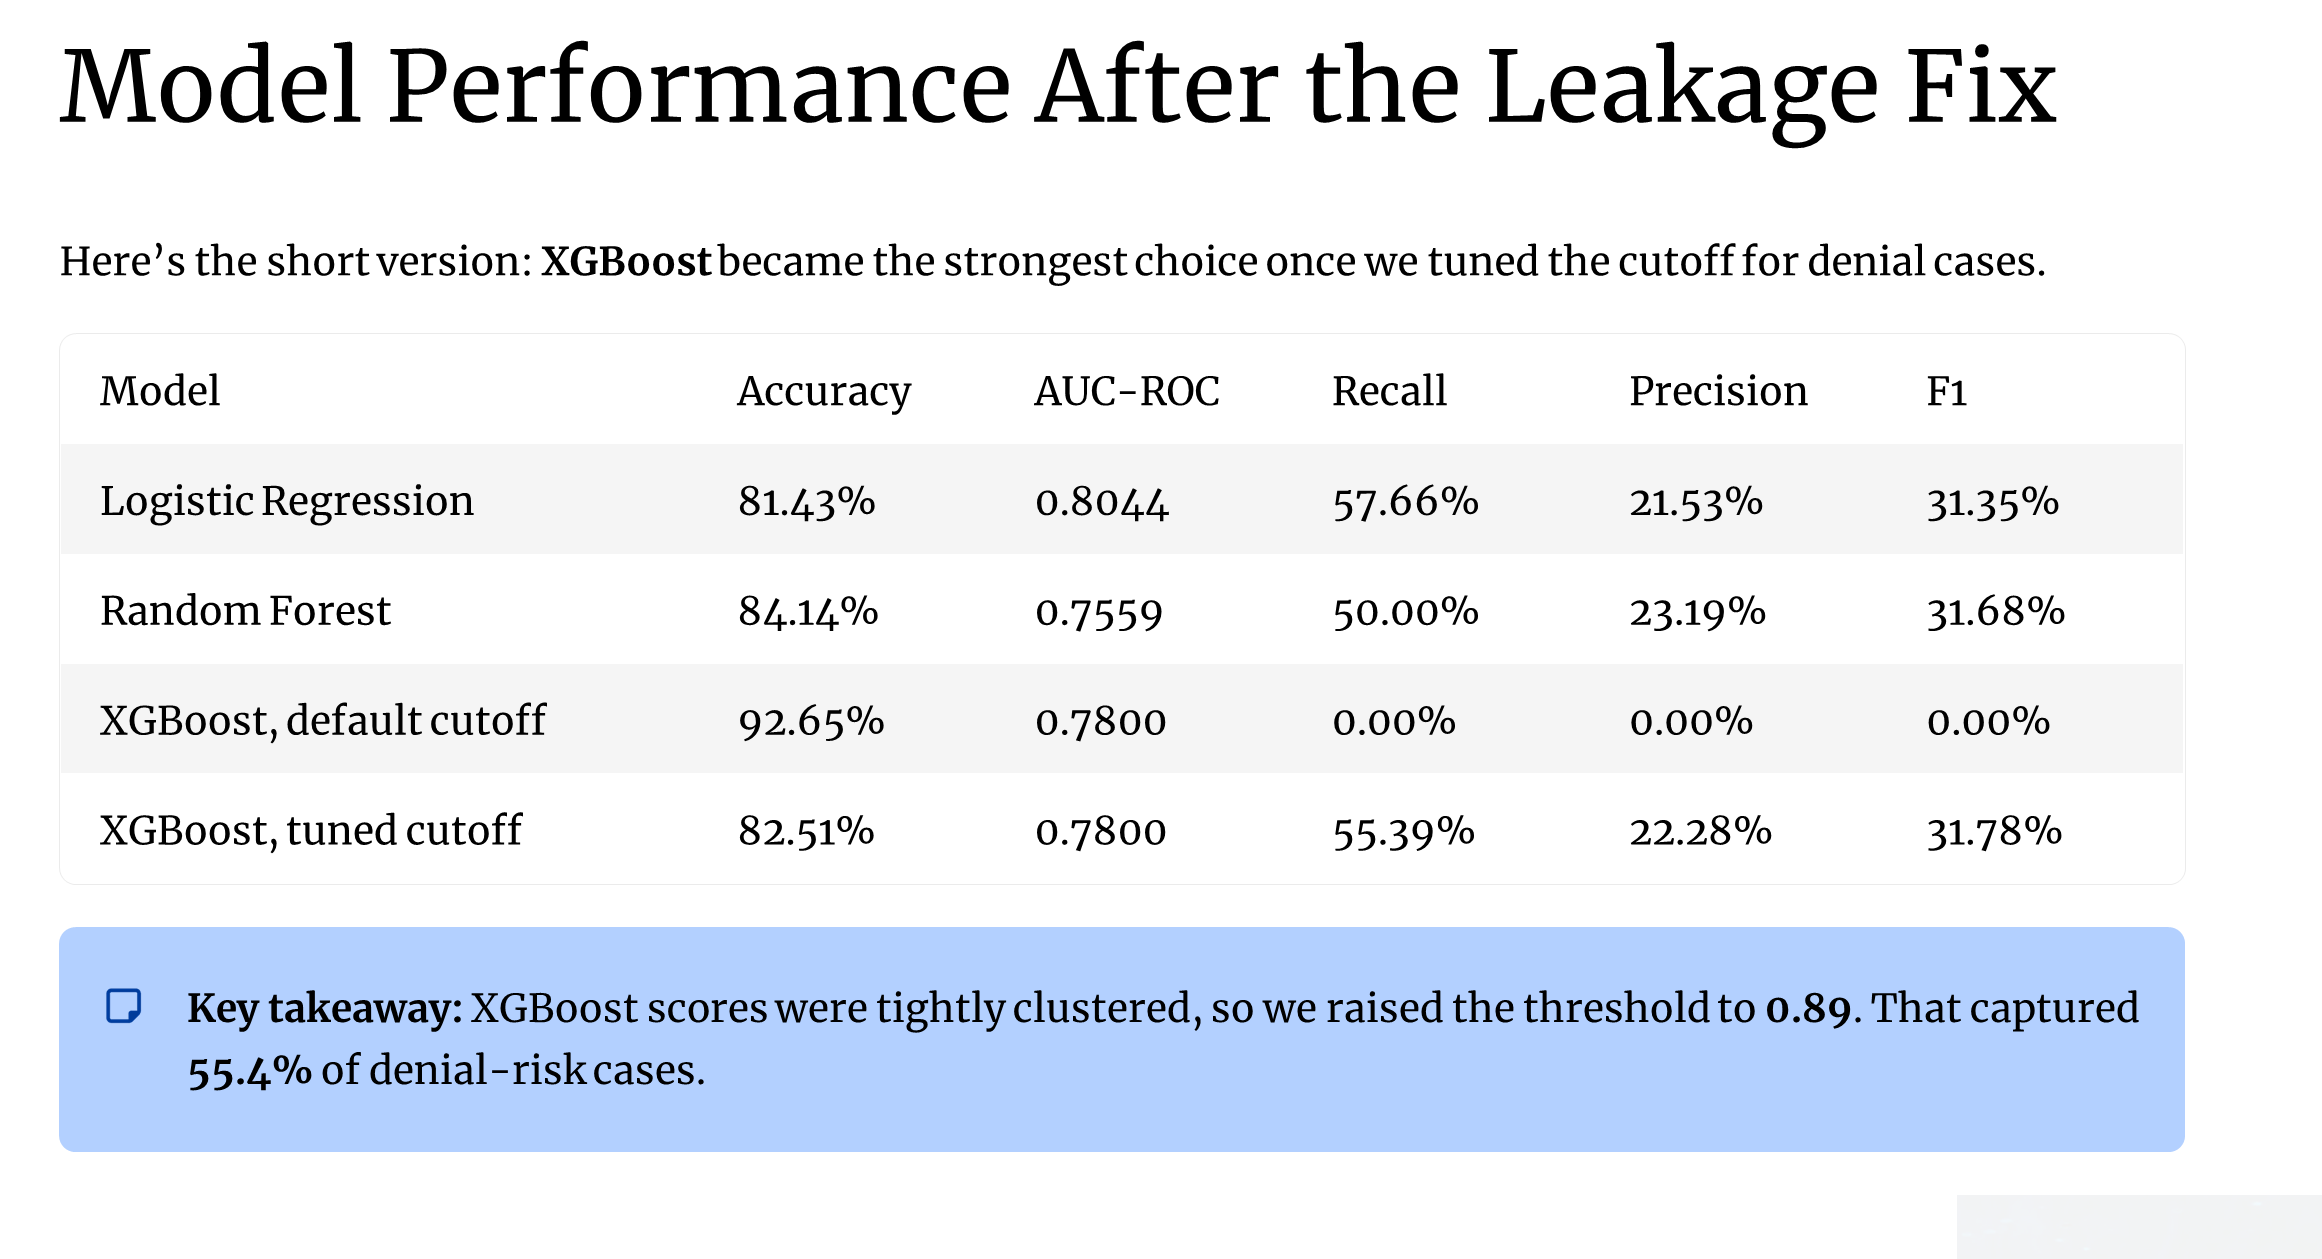 Model Performance After the Leakage Fix
Here’s the short version: XGBoost became the strongest choice once we tuned the cutoff for denial cases.
Model Accuracy AUC-ROC Recall Precision F1
Logistic Regression 81.43% 0.8044 57.66% 21.53% 31.35%
Random Forest 84.14% 0.7559 50.00% 23.19% 31.68%
XGBoost, default cutoff 92.65% 0.7800 0.00% 0.00% 0.00%
XGBoost, tuned cutoff 82.51% 0.7800 55.39% 22.28% 31.78%
Key takeaway: XGBoost scores were tightly clustered, so we raised the threshold to 0.89. That captured
55.4% of denial-risk cases.